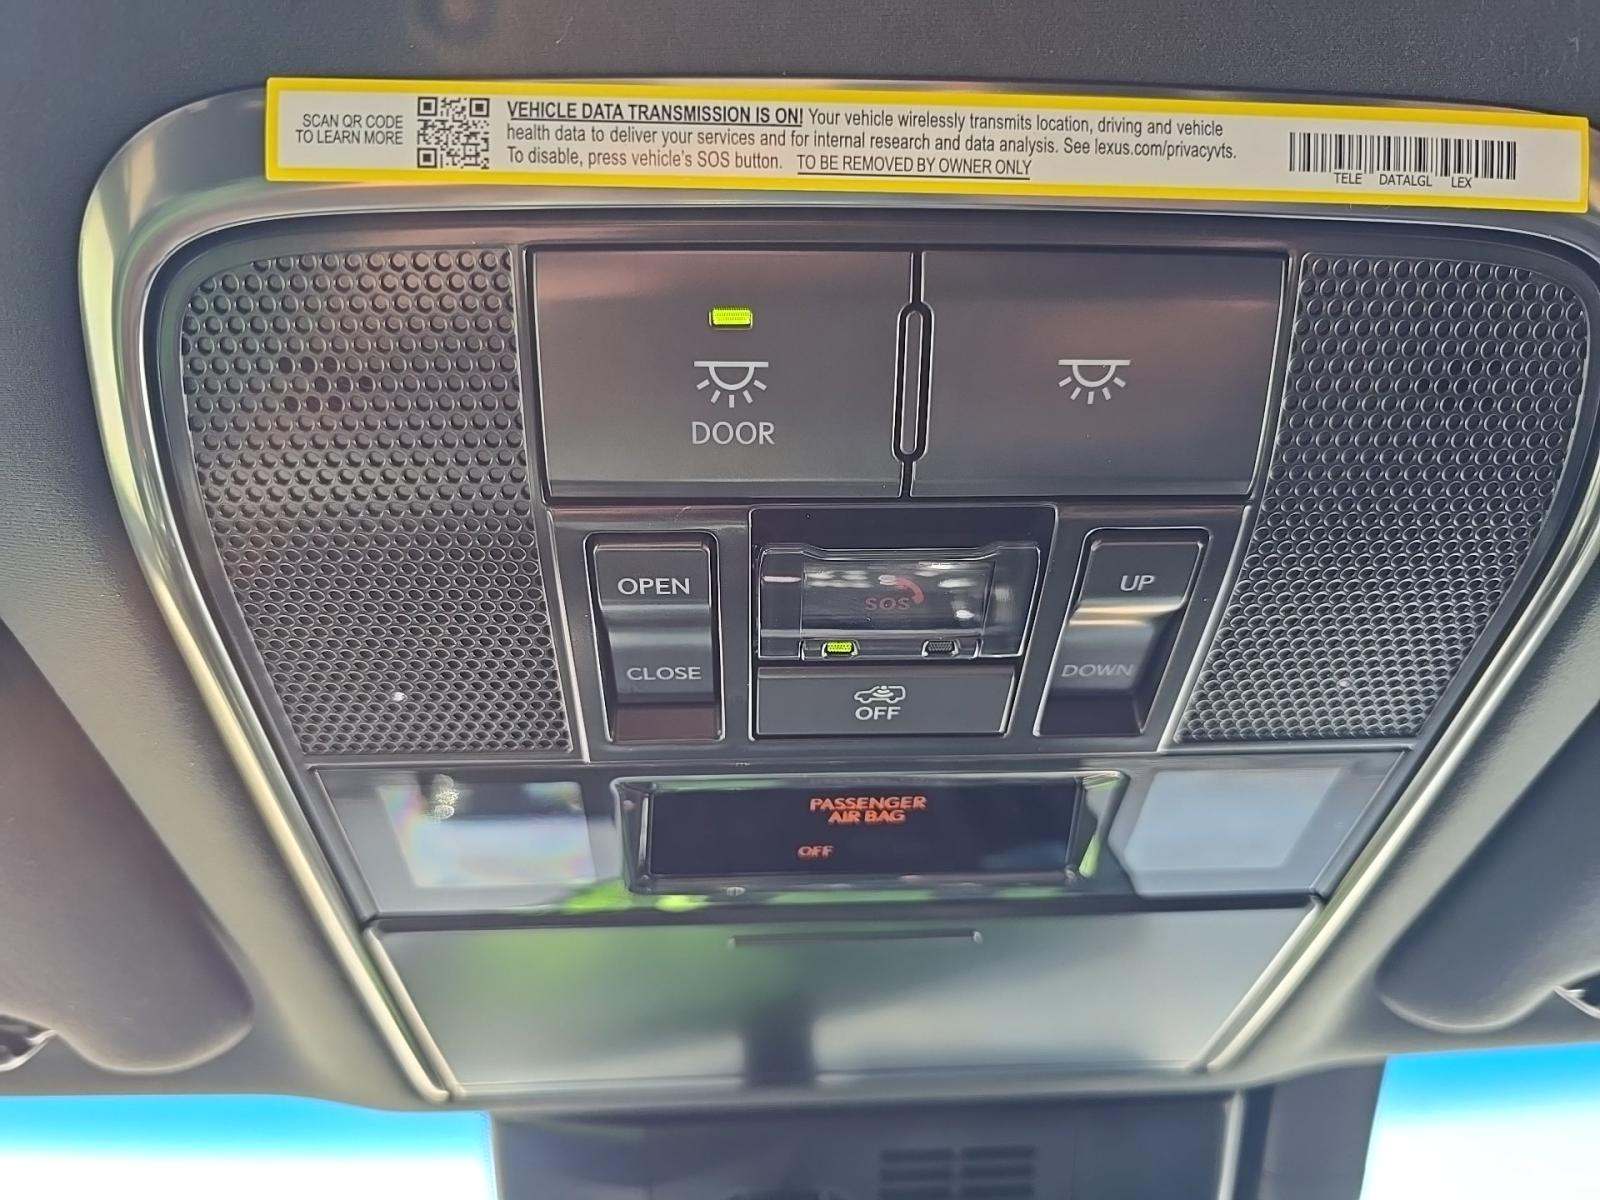 SCAN QR CODE
TO LEARN MORE
VEHICLE DATA TRANSMISSION IS ON! Your vehicle wirelessly transmits location, driving and vehicle
health data to deliver your services and for internal research and data analysis. See lexus.com/privacyvts.
To disable, press vehicle's SOS button. TO BE REMOVED BY OWNER ONLY
TELE DATALGL LEX
DOOR
OPEN
CLOSE
SOS
UP
DOWN
OFF
PASSENGER
AIR BAG
OFF